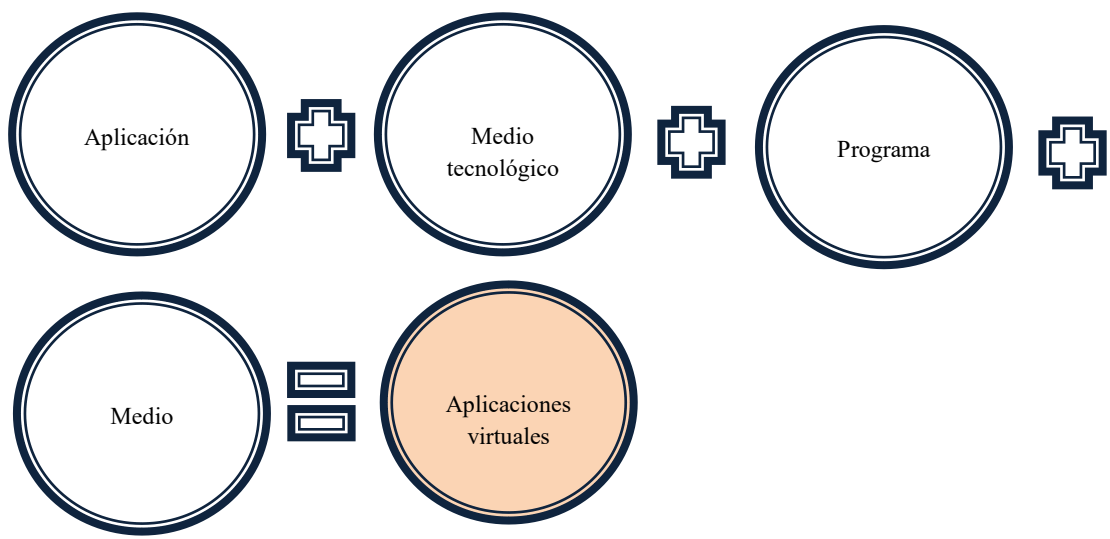 Aplicación
Medio
tecnológico
Programa
Medio
Aplicaciones
virtuales